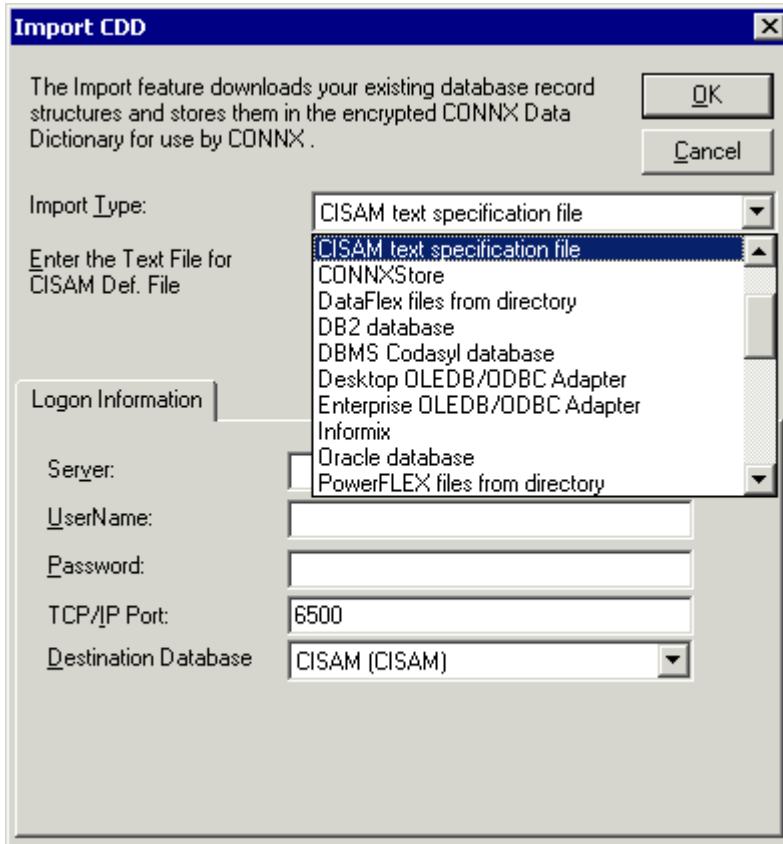 Import CDD
The Import feature downloads your existing database record
structures and stores them in the encrypted CONNX Data
Dictionary for use by CONNX .
OK
Cancel
Import Type:
CISAM text specification file
Enter the Text File for
CISAM Def. File
CISAM text specification file
CONNXStore
DataFlex files from directory
DB2 database
DBMS Codasyl database
Desktop OLEDB/ODBC Adapter
Enterprise OLEDB/ODBC Adapter
Informix
Oracle database
PowerFLEX files from directory
Logon Information
Server:
UserName:
Password:
TCP/IP Port:
6500
Destination Database
CISAM (CISAM)